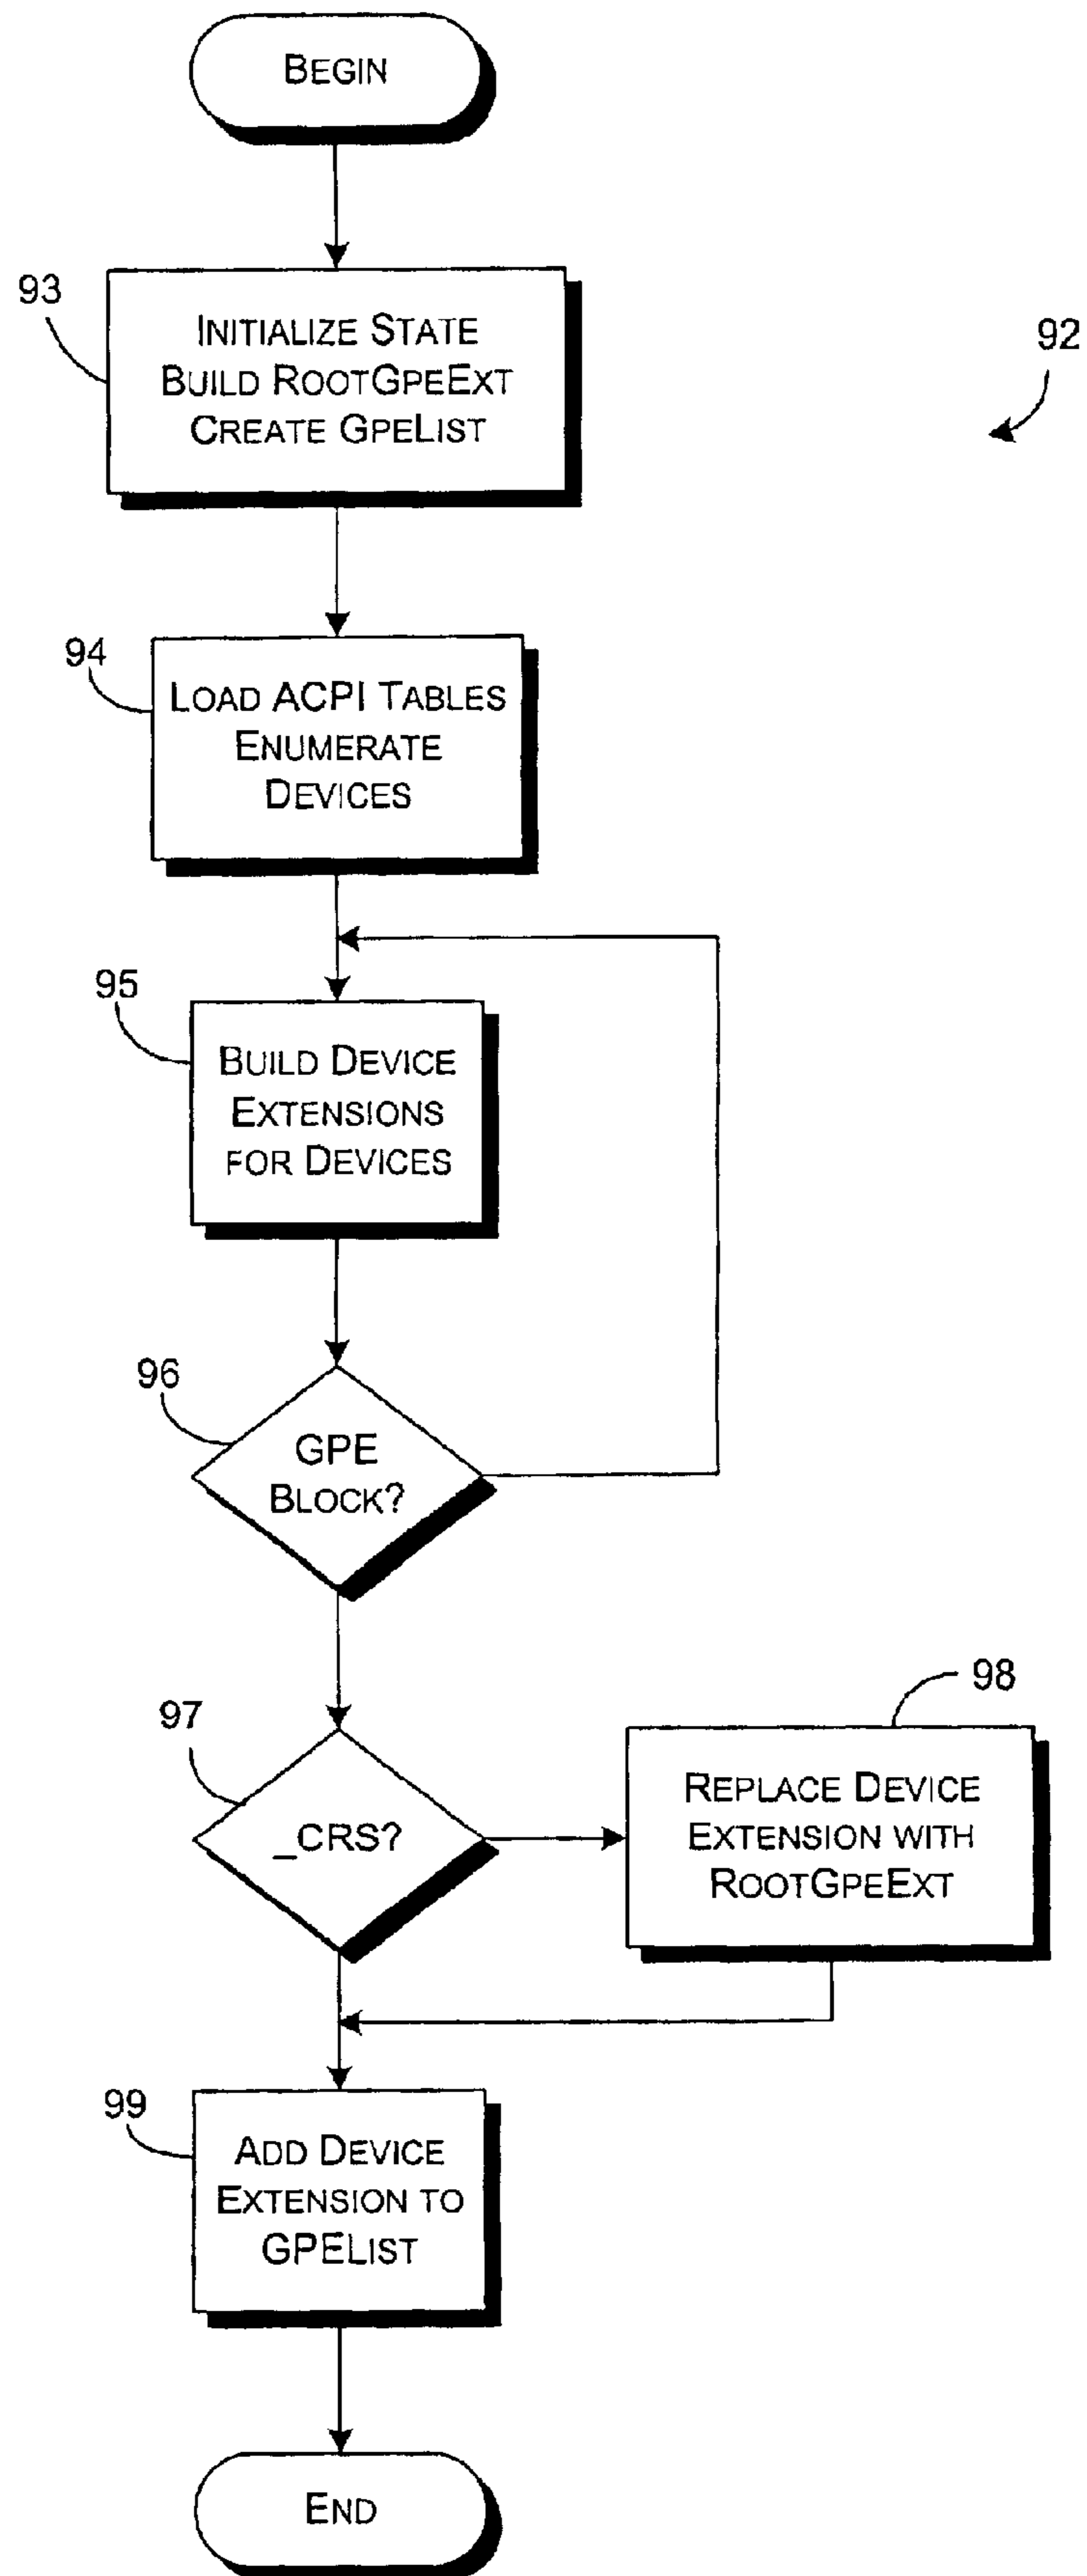 BEGIN
93
INITIALIZE STATE
BUILD ROOTGPEEXT
CREATE GPELIST
92
94
LOAD ACPI TABLES
ENUMERATE
DEVICES
95
BUILD DEVICE
EXTENSIONS
FOR DEVICES
96
GPE
BLOCK?
97
_CRS?
98
REPLACE DEVICE
EXTENSION WITH
ROOTGPEEXT
99
ADD DEVICE
EXTENSION TO
GPELIST
END